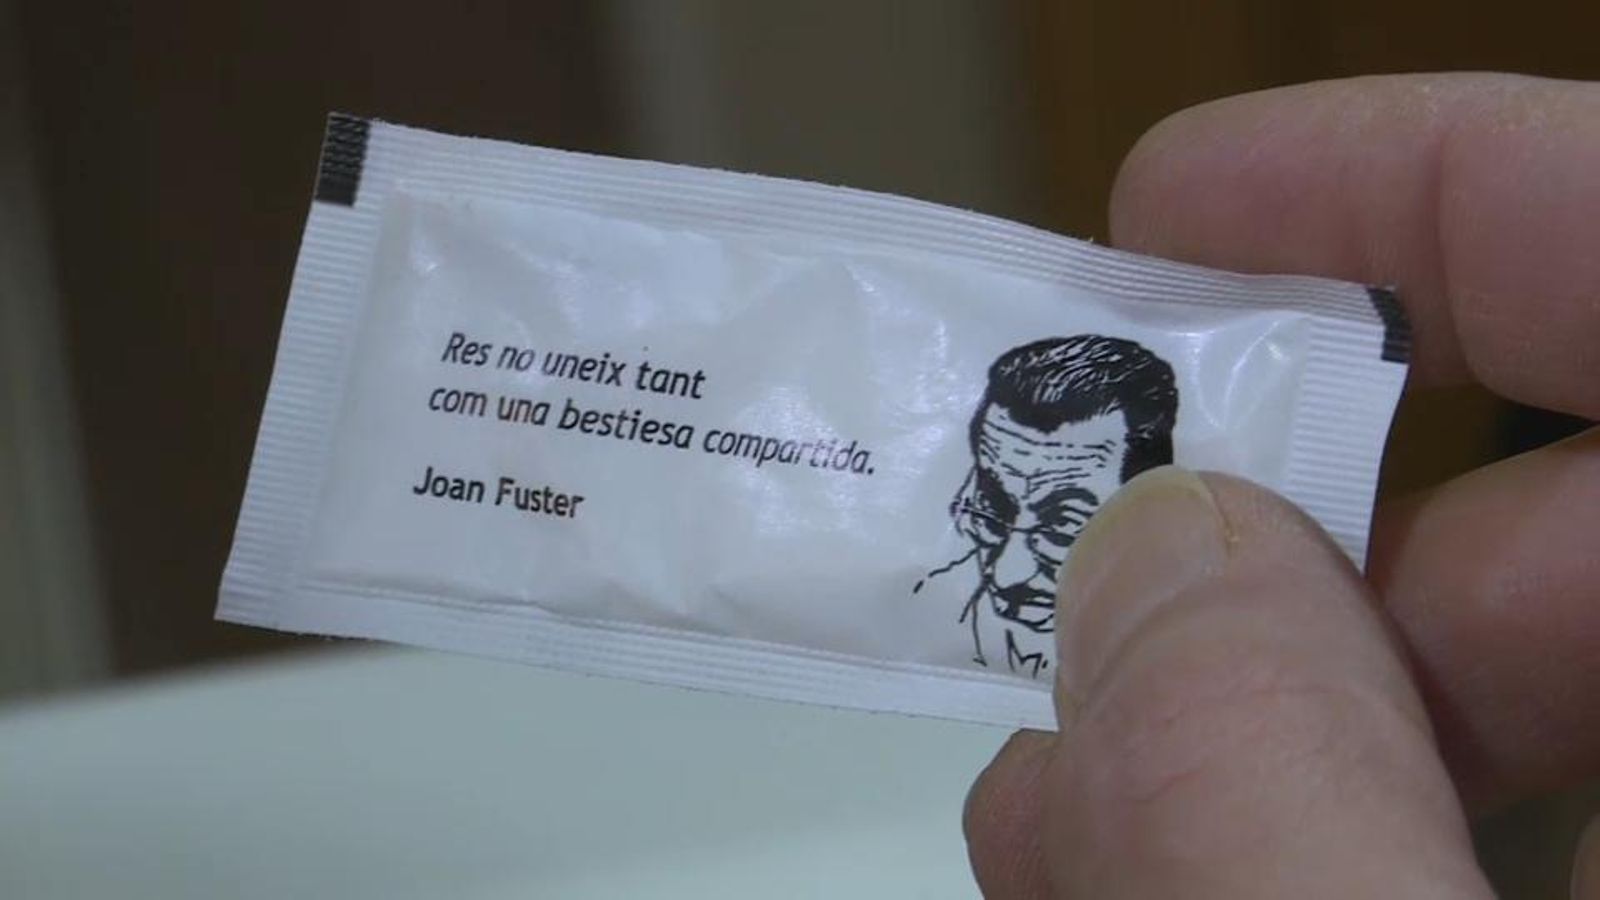 Res no uneix tant
com una bestiesa compartida.
Joan Fuster
M.